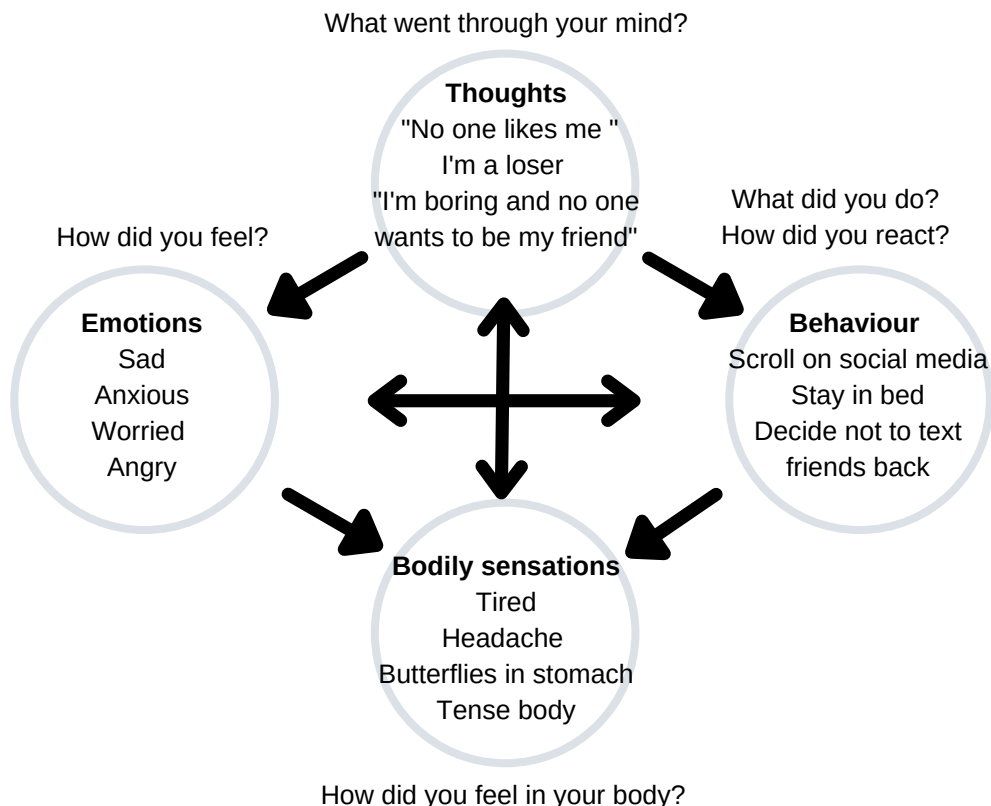 What went through your mind?
Thoughts
"No one likes me "
I'm a loser
"I'm boring and no one
wants to be my friend"
How did you feel?
Emotions
Sad
Anxious
Worried
Angry
What did you do?
How did you react?
Behaviour
Scroll on social media
Stay in bed
Decide not to text
friends back
Bodily sensations
Tired
Headache
Butterflies in stomach
Tense body
How did you feel in your body?